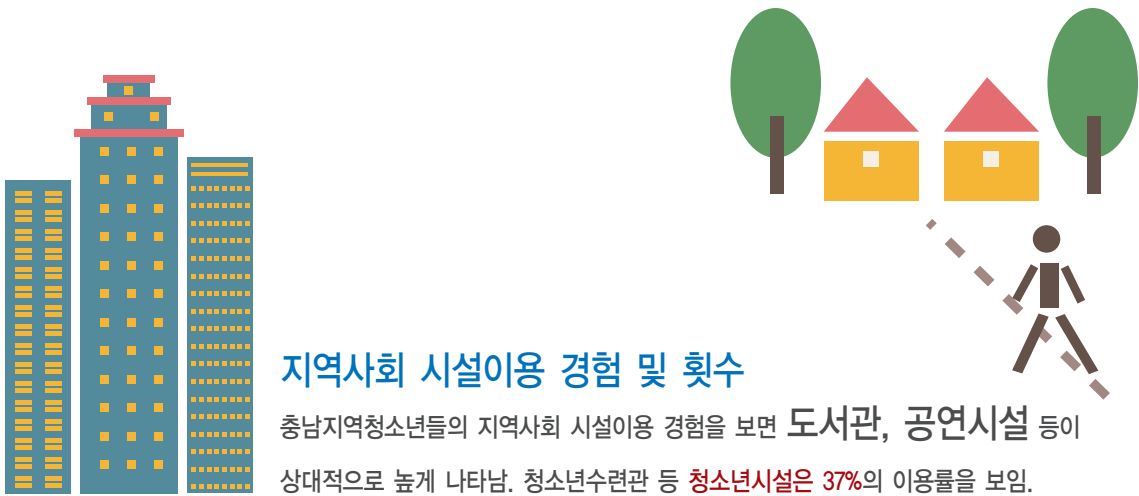 지역사회 시설이용 경험 및 횟수
충남지역청소년들의 지역사회 시설이용 경험을 보면 도서관, 공연시설 등이
상대적으로 높게 나타남. 청소년수련관 등 청소년시설은 37%의 이용률을 보임.